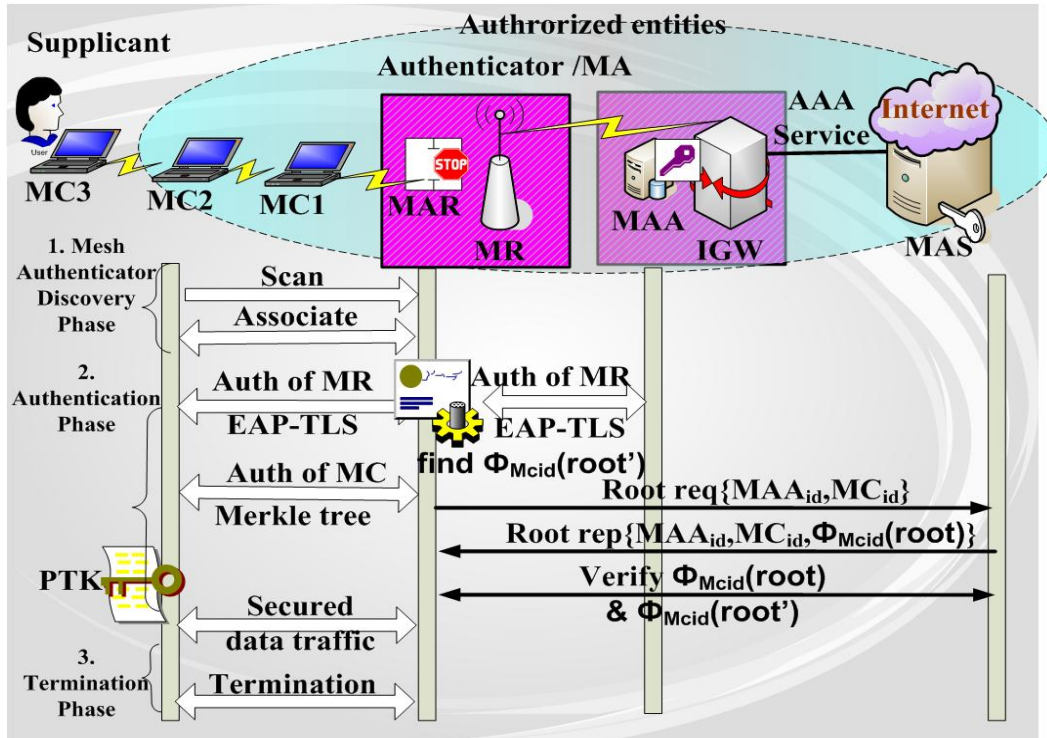 Authrorized entities
Supplicant
Authenticator /MA
AAA
Service
Internet
STOP
User
MC3
MC2
MC1
MAR
MR
MAA
IGW
MAS
1. Mesh
Authenticator
Discovery
Phase
Scan
Associate
2.
Authentication
Phase
Auth of MR
EAP-TLS
Auth of MR
EAP-TLS
find ΦMcid(root')
Auth of MC
Merkle tree
Root req{MAAid,MCid}
Root rep{MAAid,MCid,ΦMcid(root)}
Verify ΦMcid(root)
& ΦMcid(root')
PTK
Secured
data traffic
3.
Termination
Phase
Termination